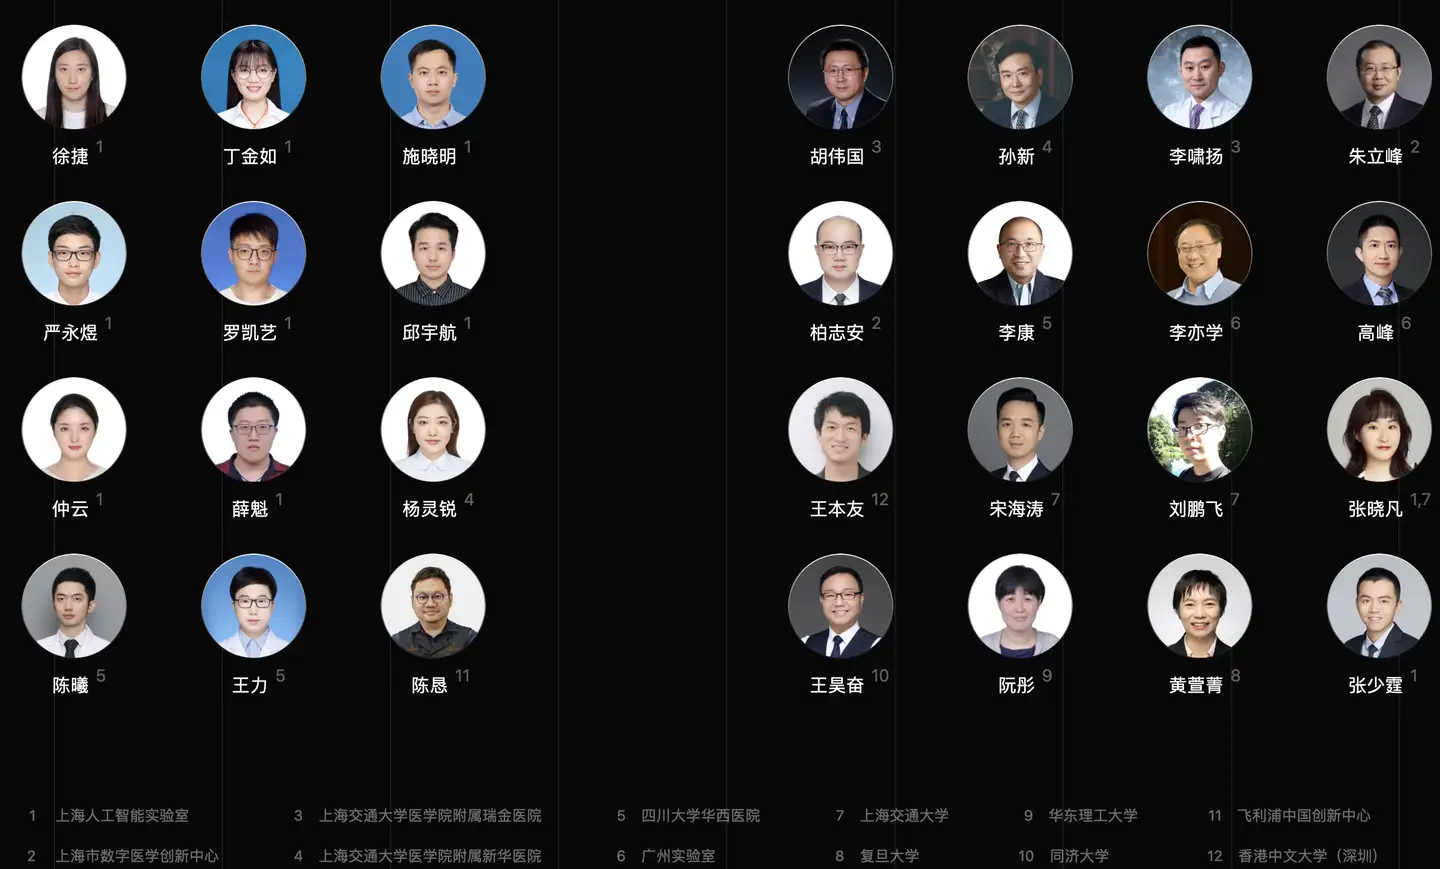 徐捷 1
丁金如 1
施晓明 1
胡伟国 3
孙新 4
李啸扬 3
朱立峰 2
严永煜 1
罗凯艺 1
邱宇航 1
柏志安 2
李康 5
李亦学 6
高峰 6
仲云 1
薛魁 1
杨灵锐 4
王本友 12
宋海涛 7
刘鹏飞 7
张晓凡 1,7
陈曦 5
王力 5
陈恳 11
王昊奋 10
阮彤 9
黄萱菁 8
张少霆 1
1 上海人工智能实验室
3 上海交通大学医学院附属瑞金医院
5 四川大学华西医院
7 上海交通大学
9 华东理工大学
11 飞利浦中国创新中心
2 上海市数字医学创新中心
4 上海交通大学医学院附属新华医院
6 广州实验室
8 复旦大学
10 同济大学
12 香港中文大学（深圳）